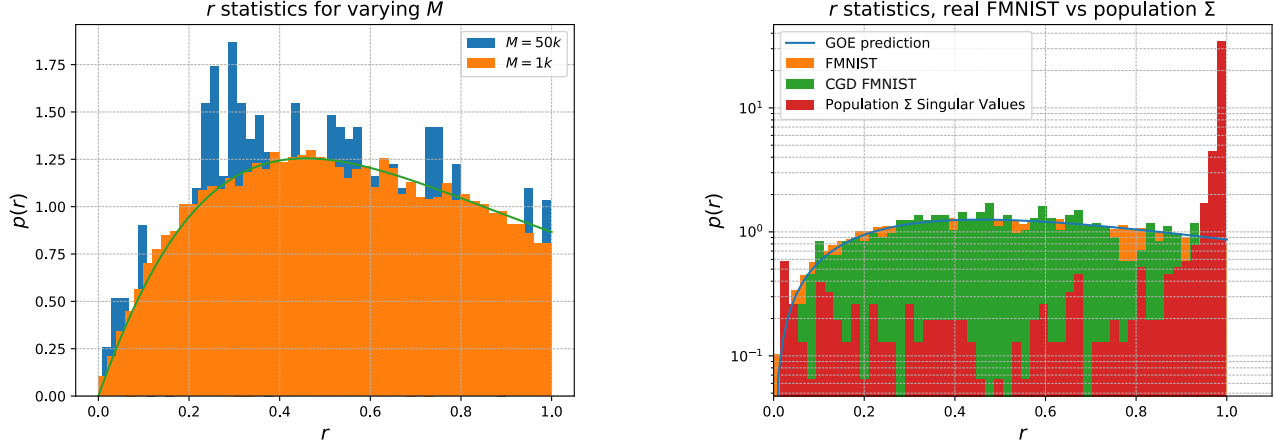 r statistics for varying M
M = 50k
M = 1k
p(r)
1.75
1.50
1.25
1.00
0.75
0.50
0.25
0.00
0.0 0.2 0.4 0.6 0.8 1.0
r
r statistics, real FMNIST vs population Σ
GOE prediction
FMNIST
CGD FMNIST
Population Σ Singular Values
p(r)
10¹
10⁰
10⁻¹
0.0 0.2 0.4 0.6 0.8 1.0
r